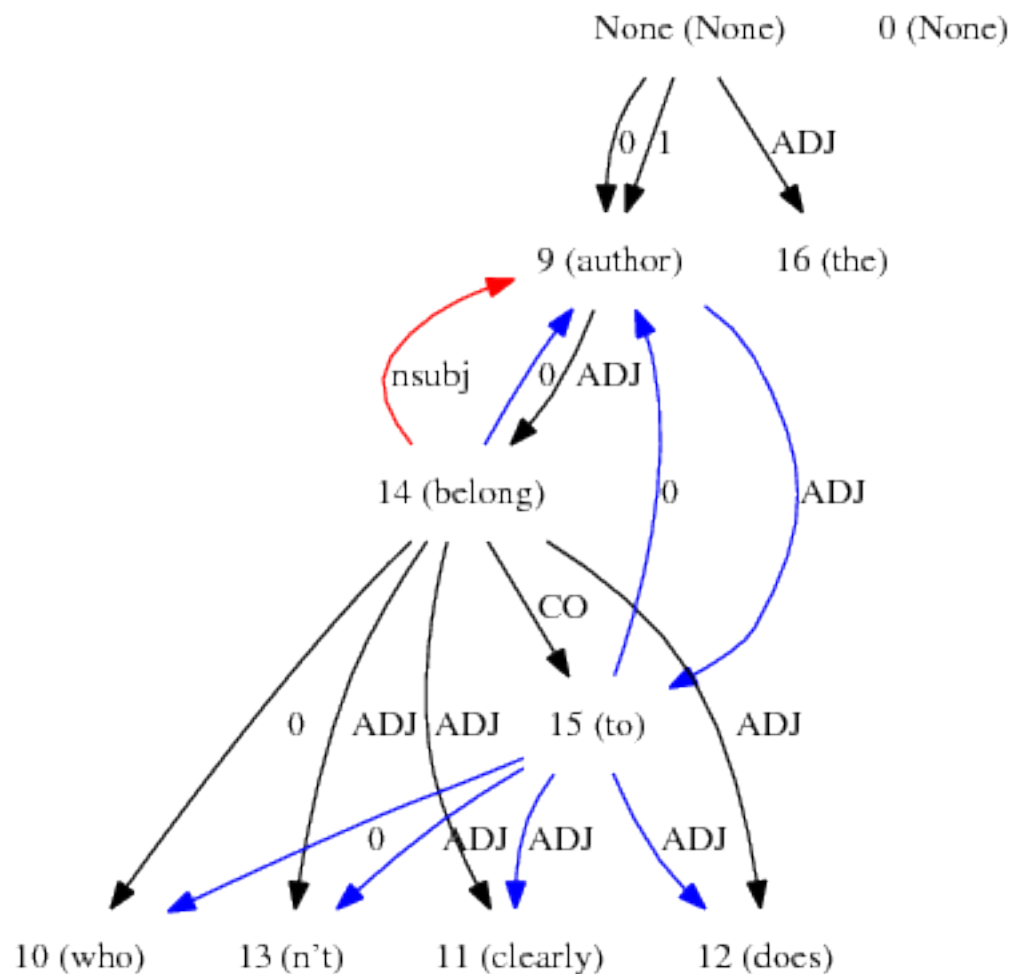 None (None) 0 (None)
0 1 ADJ
9 (author) 16 (the)
nsubj 0 ADJ
14 (belong) 0 ADJ
CO
0 ADJ ADJ 15 (to) ADJ
0 ADJ ADJ ADJ
10 (who) 13 (n't) 11 (clearly) 12 (does)